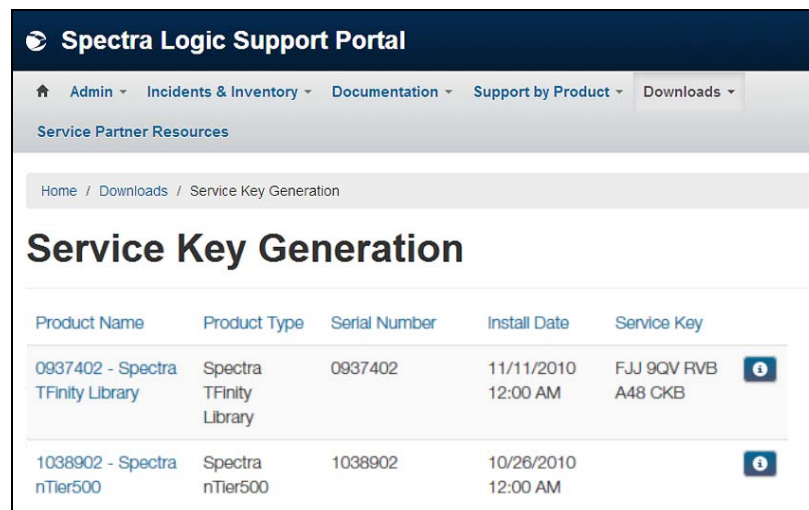 Spectra Logic Support Portal
Admin Incidents & Inventory Documentation Support by Product Downloads
Service Partner Resources
Home / Downloads / Service Key Generation
Service Key Generation
Product Name Product Type Serial Number Install Date Service Key
0937402 - Spectra Spectra 0937402 11/11/2010 FJJ 9QV RVB
TFinity Library TFinity 12:00 AM A48 CKB
Library
1038902 - Spectra Spectra 1038902 10/26/2010
nTier500 nTier500 12:00 AM